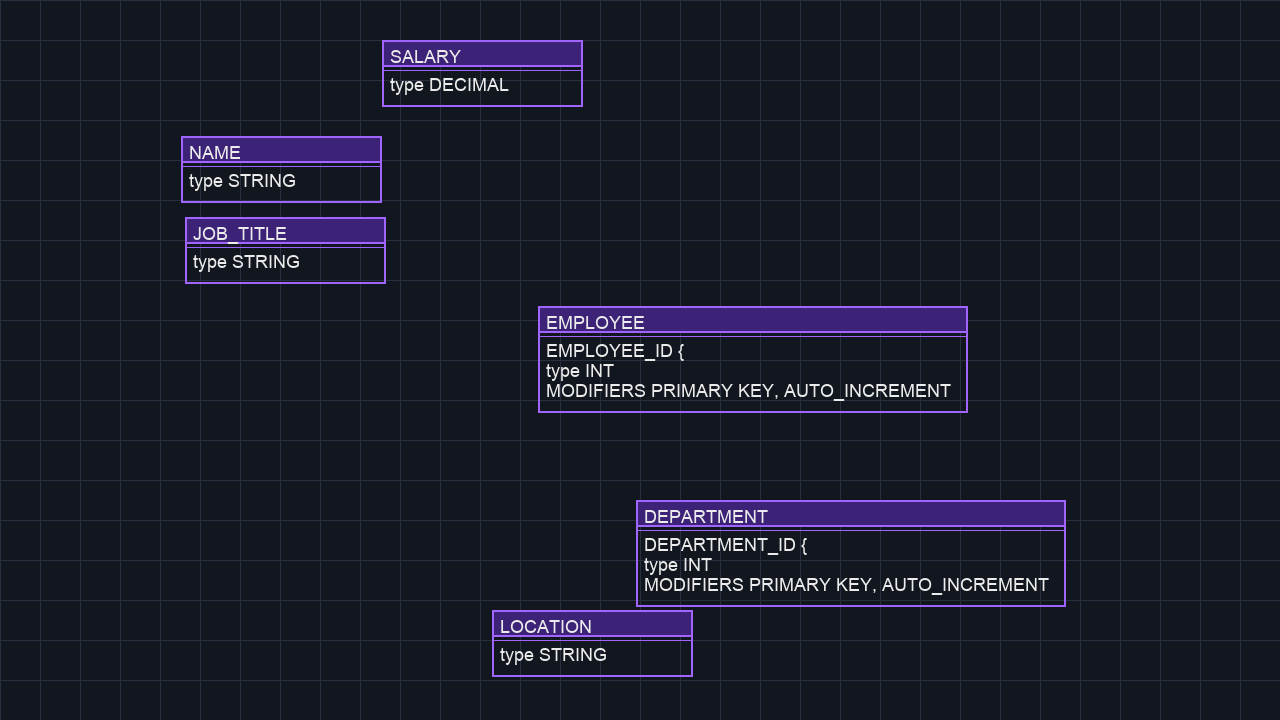 SALARY
type DECIMAL
NAME
type STRING
JOB_TITLE
type STRING
EMPLOYEE
EMPLOYEE_ID {
type INT
MODIFIERS PRIMARY KEY, AUTO_INCREMENT
DEPARTMENT
DEPARTMENT_ID {
type INT
MODIFIERS PRIMARY KEY, AUTO_INCREMENT
LOCATION
type STRING